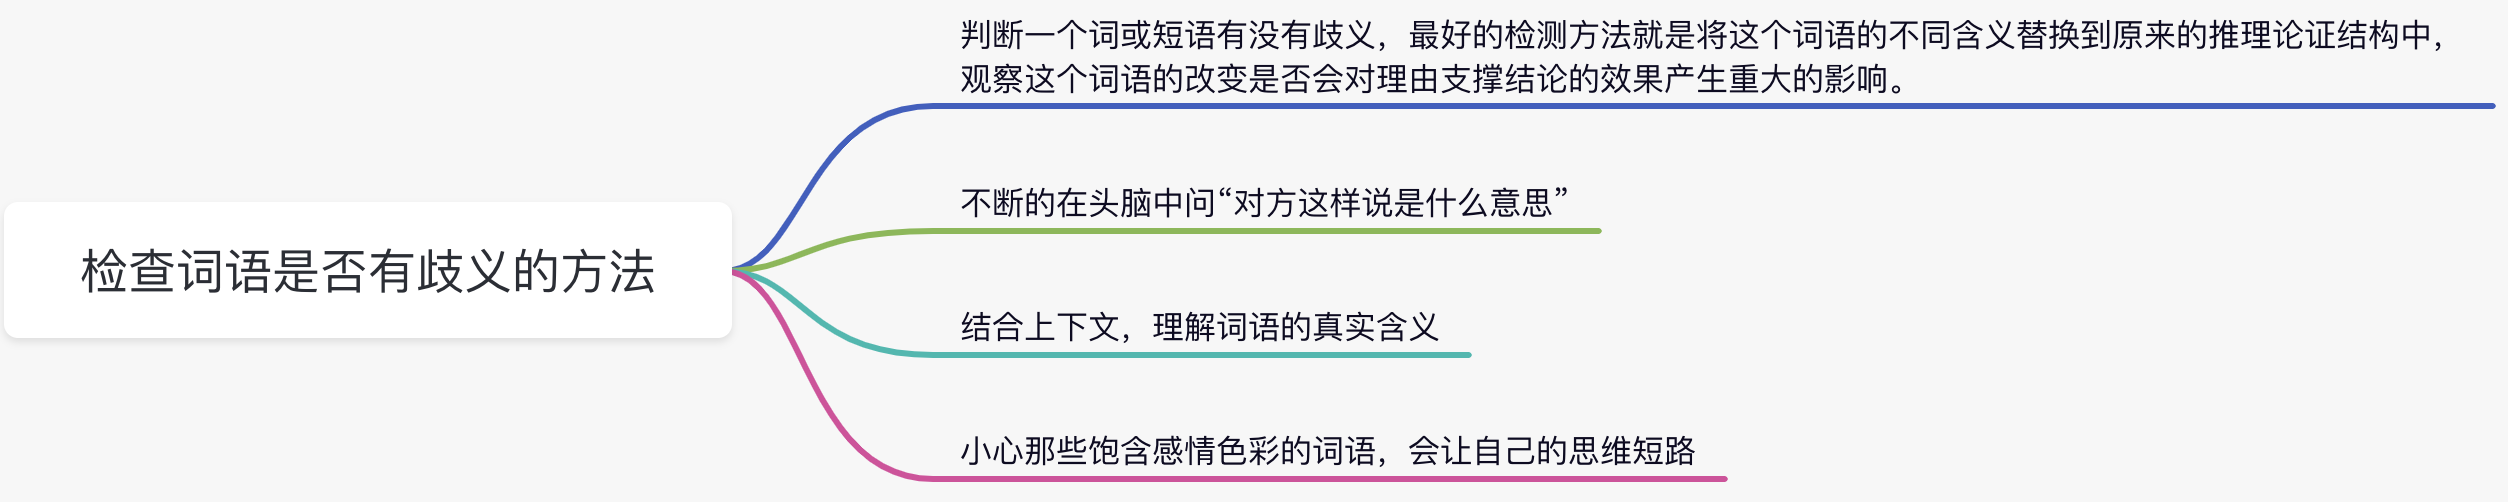 检查词语是否有歧义的方法
判断一个词或短语有没有歧义，最好的检测方法就是将这个词语的不同含义替换到原来的推理论证结构中，
观察这个词语的改变是否会对理由支撑结论的效果产生重大的影响。
不断的在头脑中问“对方这样说是什么意思”
结合上下文，理解词语的真实含义
小心那些饱含感情色彩的词语，会让自己的思维短路